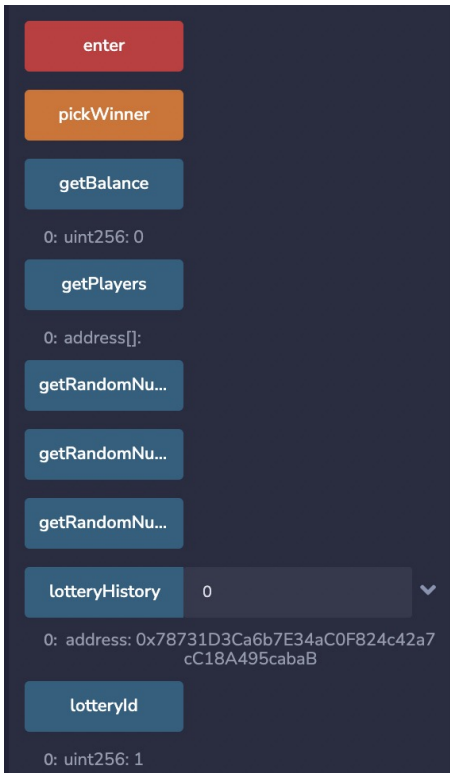 enter
pickWinner
getBalance
0: uint256: 0
getPlayers
0: address[]:
getRandomNu...
getRandomNu...
getRandomNu...
lotteryHistory 0
0: address: 0x78731D3Ca6b7E34aC0F824c42a7
cC18A495cabaB
lotteryId
0: uint256: 1